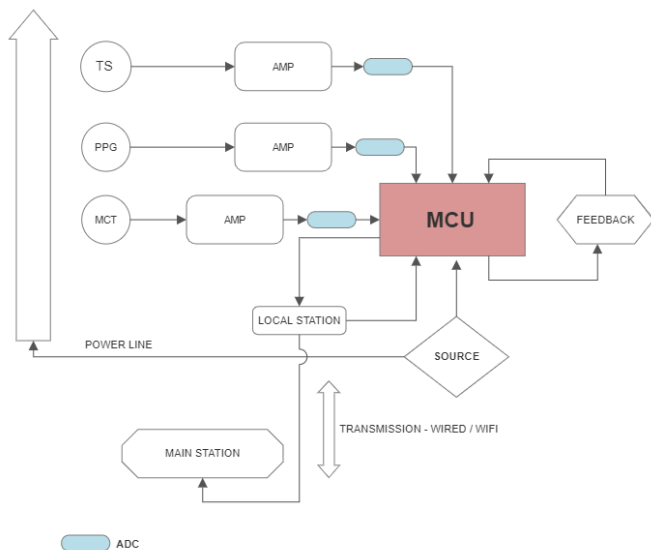 TS
AMP
PPG
AMP
MCT
AMP
MCU
FEEDBACK
LOCAL STATION
POWER LINE
SOURCE
TRANSMISSION - WIRED / WIFI
MAIN STATION
ADC